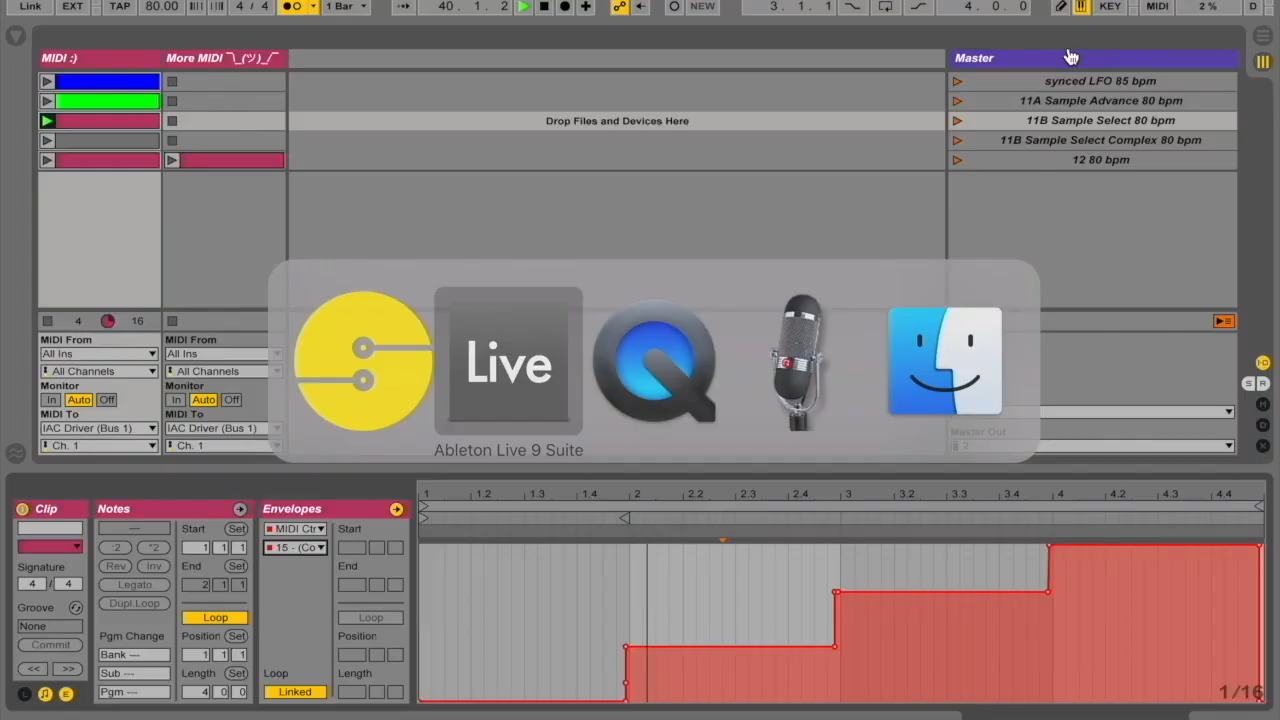 Link EXT TAP 80.00 4 / 4 1 Bar 40. 1. 2 NEW 3. 1. 1 4. 0. 0 KEY MIDI 2 % D
MIDI :) More MIDI ¯\_(ツ)_/¯ Master
synced LFO 85 bpm
11A Sample Advance 80 bpm
Drop Files and Devices Here 11B Sample Select 80 bpm
11B Sample Select Complex 80 bpm
12 80 bpm
4 16
MIDI From MIDI From
All Ins All Ins
All Channels All Channels
Monitor Monitor
In Auto Off In Auto Off
MIDI To MIDI To
IAC Driver (Bus 1) IAC Driver (Bus 1)
Ch. 1 Ch. 1
Live
Ableton Live 9 Suite
Master Out
I·O
S R
M
D
X
1 1.2 1.3 1.4 2 2.2 2.3 2.4 3 3.2 3.3 3.4 4 4.2 4.3 4.4
Clip Notes Envelopes
--- Start Set MIDI Ctr Start
:2 *2 1 1 1 15 - (Co
Rev Inv End Set End
Signature Legato 2 1 1
4 / 4 Dupl.Loop
Groove Loop Loop
None Pgm Change Position Set Position
Commit Bank --- 1 1 1
<< >> Sub --- Length Set Loop Length
L E Pgm --- 4 0 0 Linked
1/16